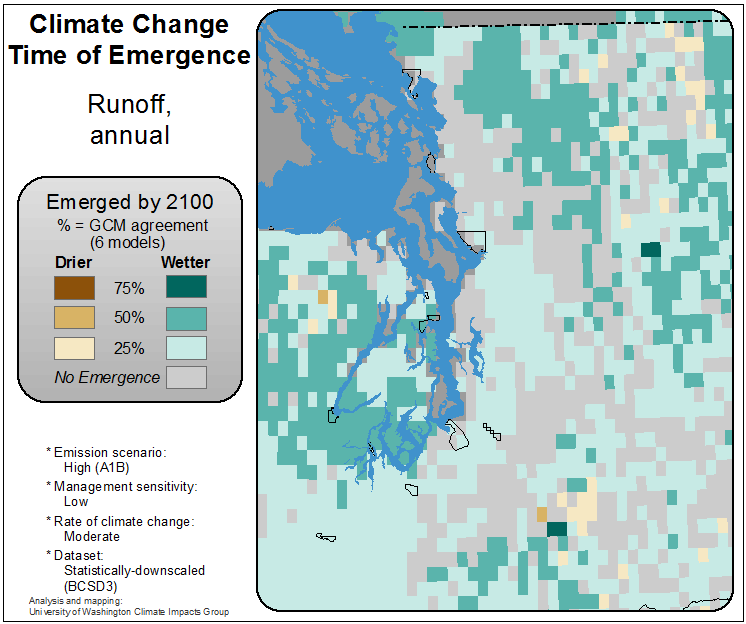 Climate Change
Time of Emergence
Runoff,
annual
Emerged by 2100
% = GCM agreement
(6 models)
Drier Wetter
75%
50%
25%
No Emergence
* Emission scenario:
High (A1B)
* Management sensitivity:
Low
* Rate of climate change:
Moderate
* Dataset:
Statistically-downscaled
(BCSD3)
Analysis and mapping:
University of Washington Climate Impacts Group